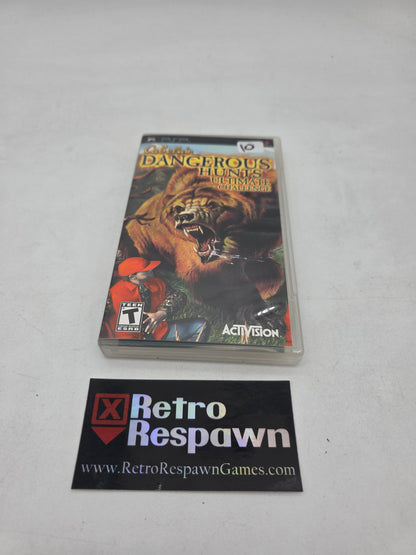 PSP
10
Cabela's
DANGEROUS
HUNTS
ULTIMATE
CHALLENGE
TEEN
T
ESRB
ACTIVISION
Retro
Respawn
www.RetroRespawnGames.com